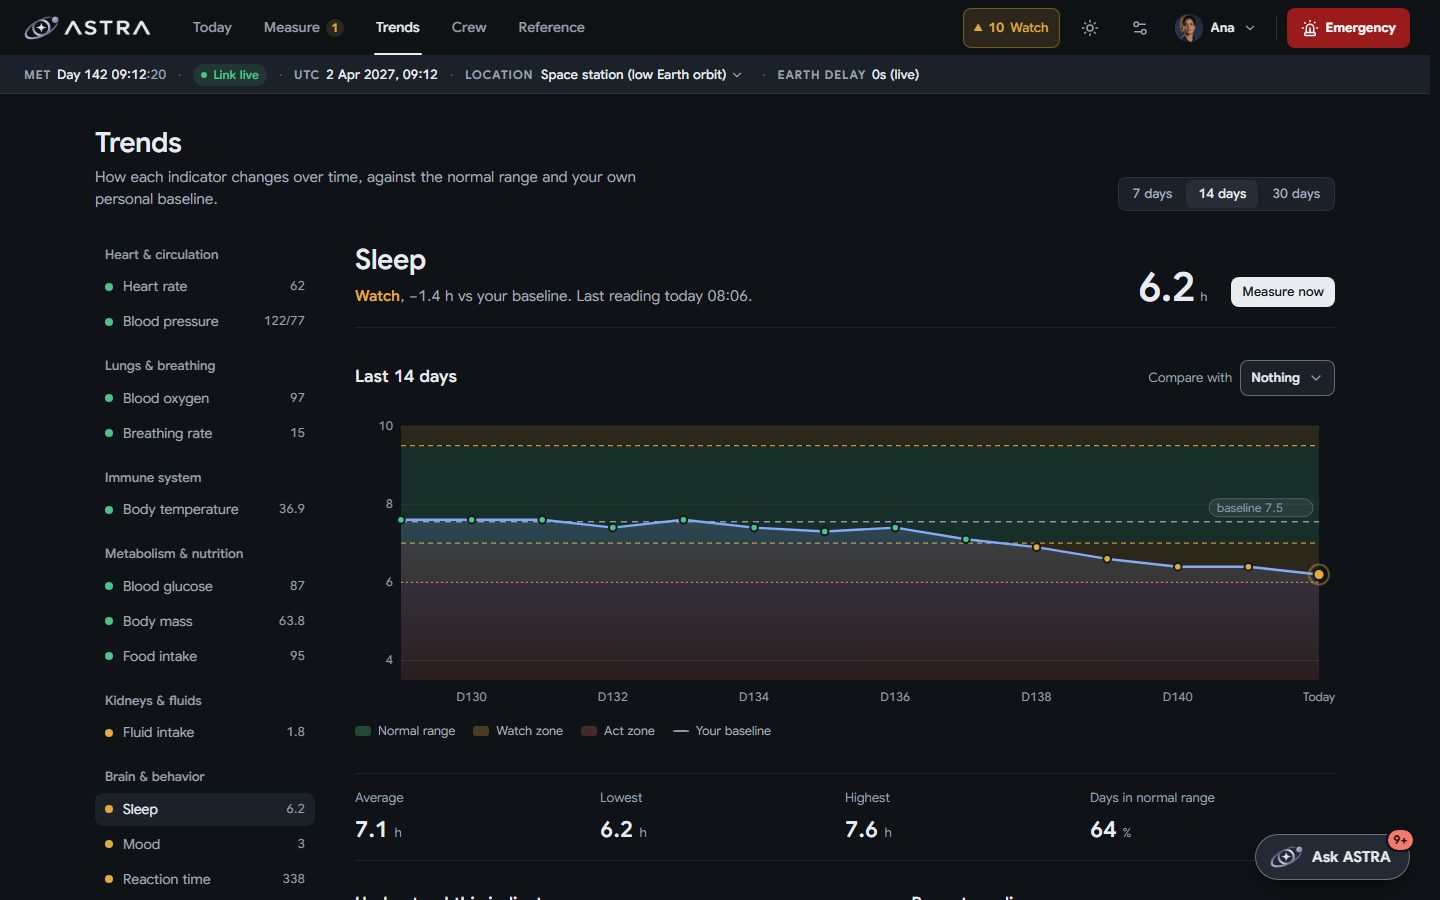 ASTRA Today Measure 1 Trends Crew Reference 10 Watch Ana Emergency
MET Day 142 09:12:20 · Link live · UTC 2 Apr 2027, 09:12 · LOCATION Space station (low Earth orbit) · EARTH DELAY 0s (live)
Trends
How each indicator changes over time, against the normal range and your own
personal baseline.
7 days 14 days 30 days
Heart & circulation
Heart rate 62
Blood pressure 122/77
Lungs & breathing
Blood oxygen 97
Breathing rate 15
Immune system
Body temperature 36.9
Metabolism & nutrition
Blood glucose 87
Body mass 63.8
Food intake 95
Kidneys & fluids
Fluid intake 1.8
Brain & behavior
Sleep 6.2
Mood 3
Reaction time 338
Sleep
Watch, −1.4 h vs your baseline. Last reading today 08:06.
6.2 h
Measure now
Last 14 days
Compare with Nothing
10
8
6
4
baseline 7.5
D130 D132 D134 D136 D138 D140 Today
Normal range Watch zone Act zone Your baseline
Average Lowest Highest Days in normal range
7.1 h 6.2 h 7.6 h 64 %
9+
Ask ASTRA